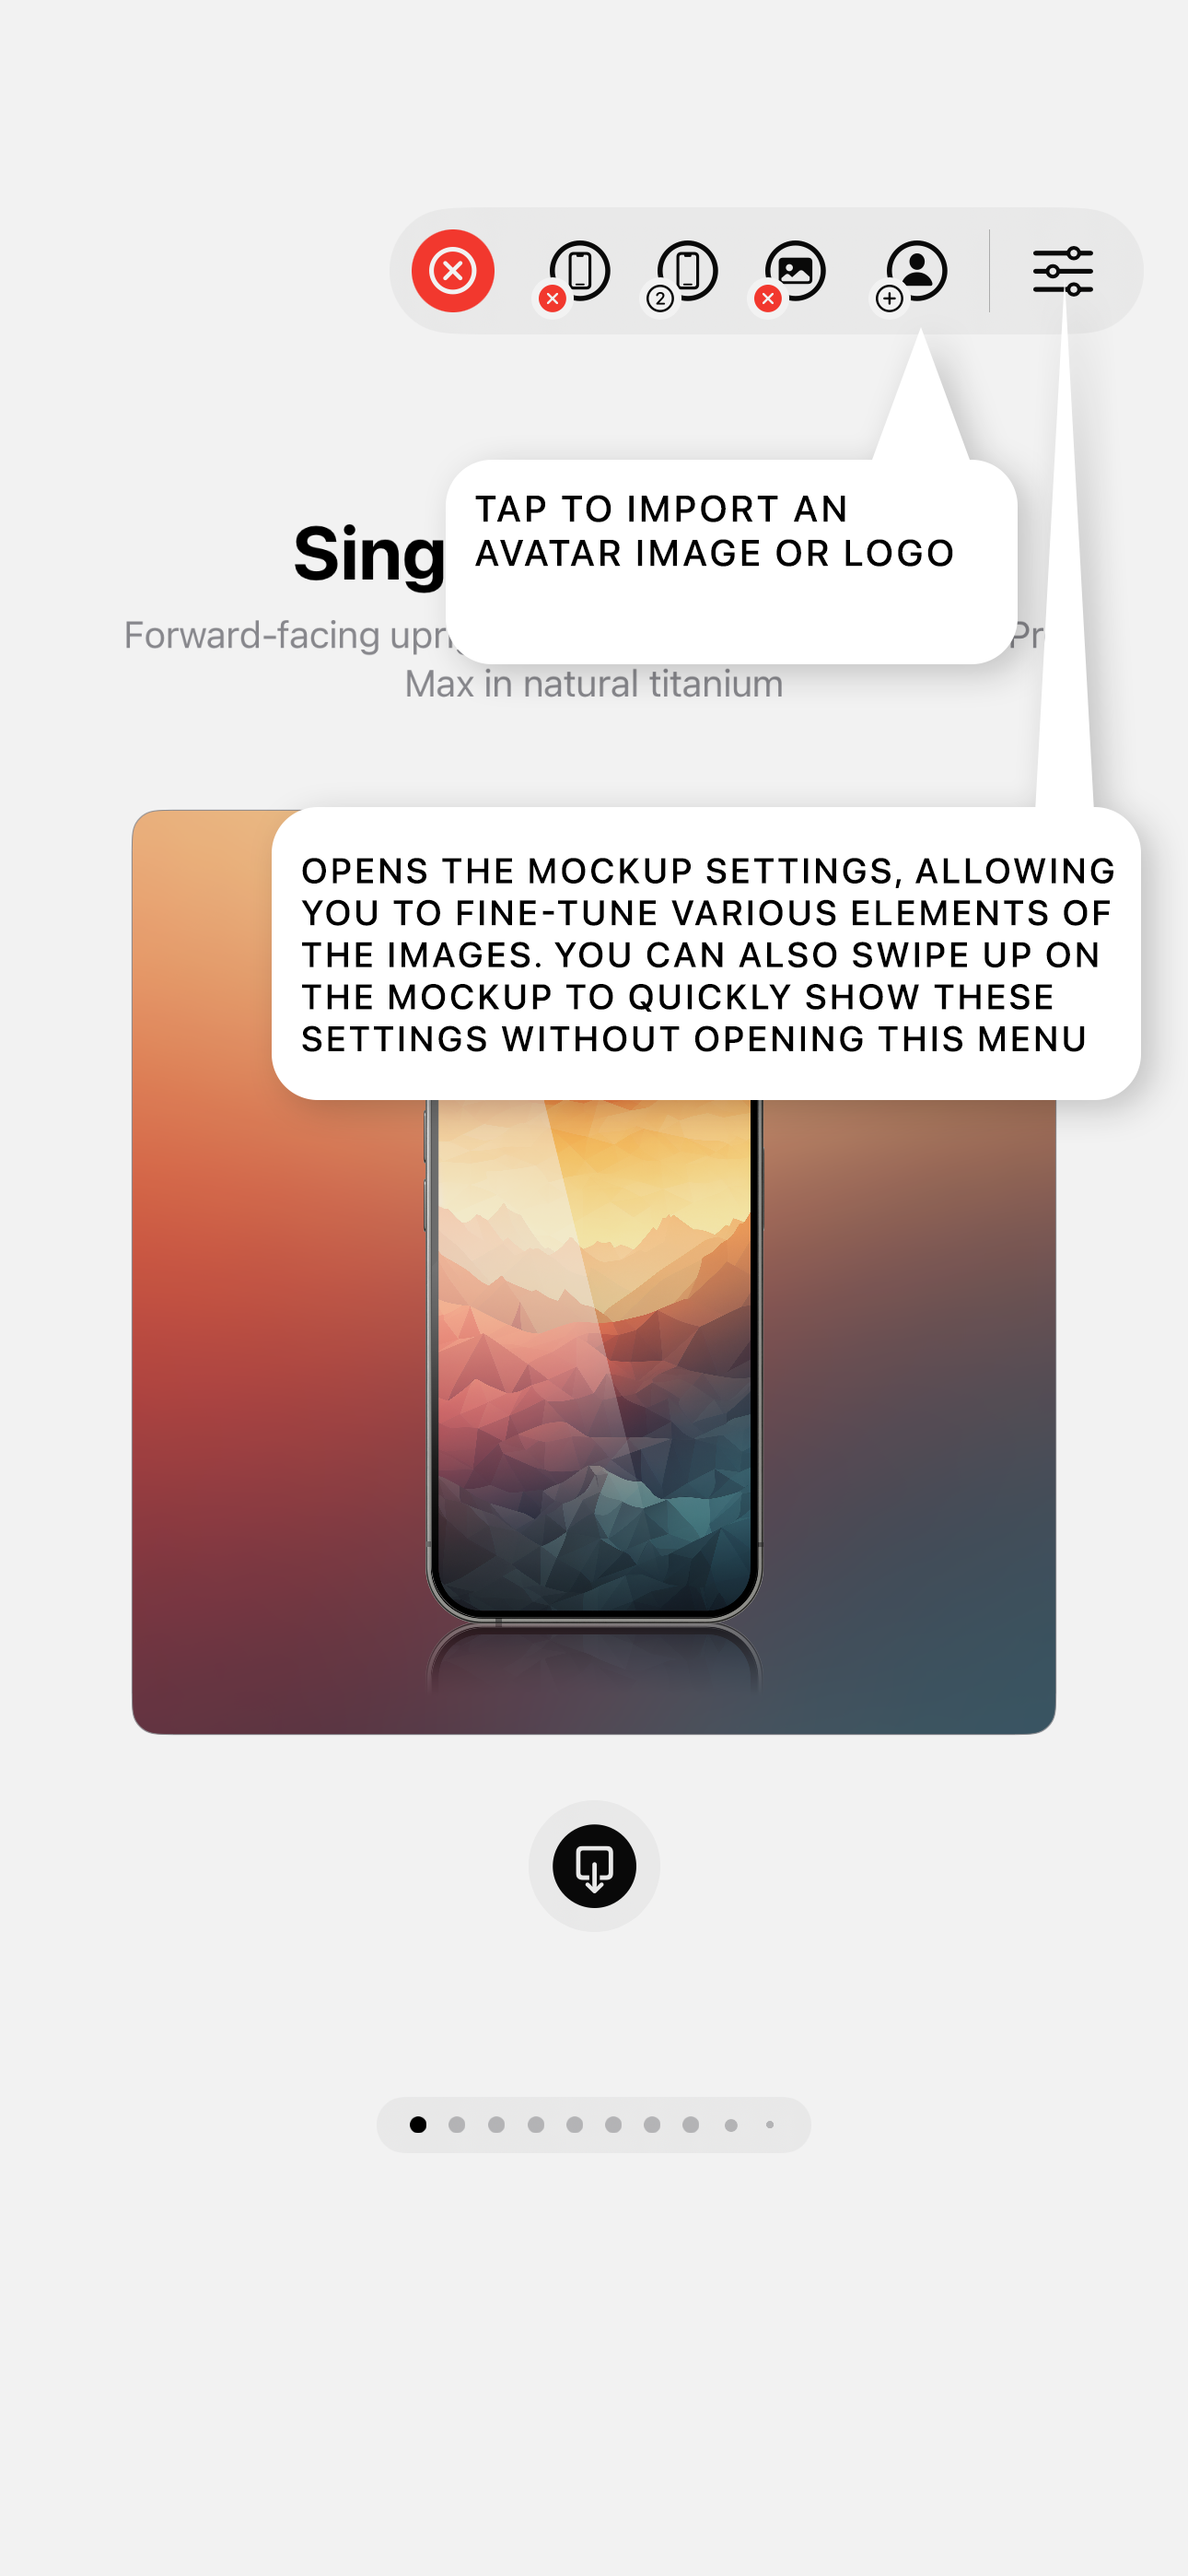 2
TAP TO IMPORT AN
AVATAR IMAGE OR LOGO
Sing
Forward-facing upr
Max in natural titanium
OPENS THE MOCKUP SETTINGS, ALLOWING
YOU TO FINE-TUNE VARIOUS ELEMENTS OF
THE IMAGES. YOU CAN ALSO SWIPE UP ON
THE MOCKUP TO QUICKLY SHOW THESE
SETTINGS WITHOUT OPENING THIS MENU